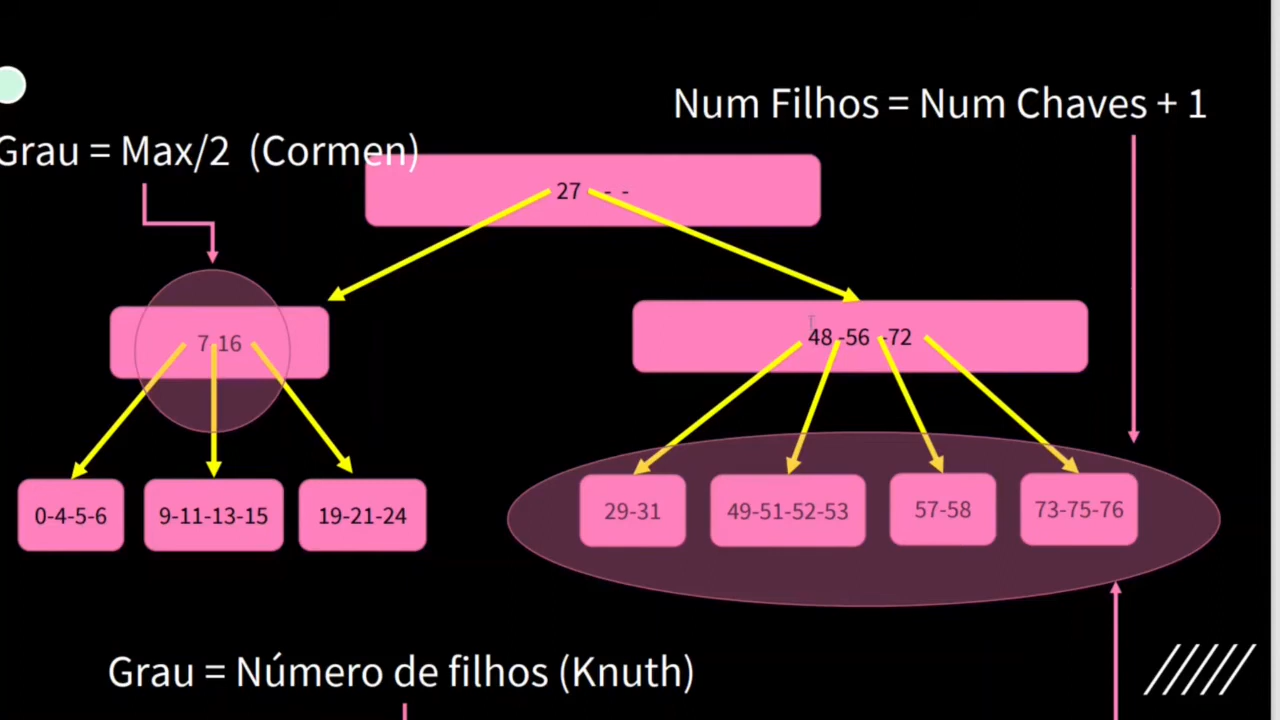 Num Filhos = Num Chaves + 1
Grau = Max/2 (Cormen)
27 - -
7 16
48 -56 -72
0-4-5-6
9-11-13-15
19-21-24
29-31
49-51-52-53
57-58
73-75-76
Grau = Número de filhos (Knuth)